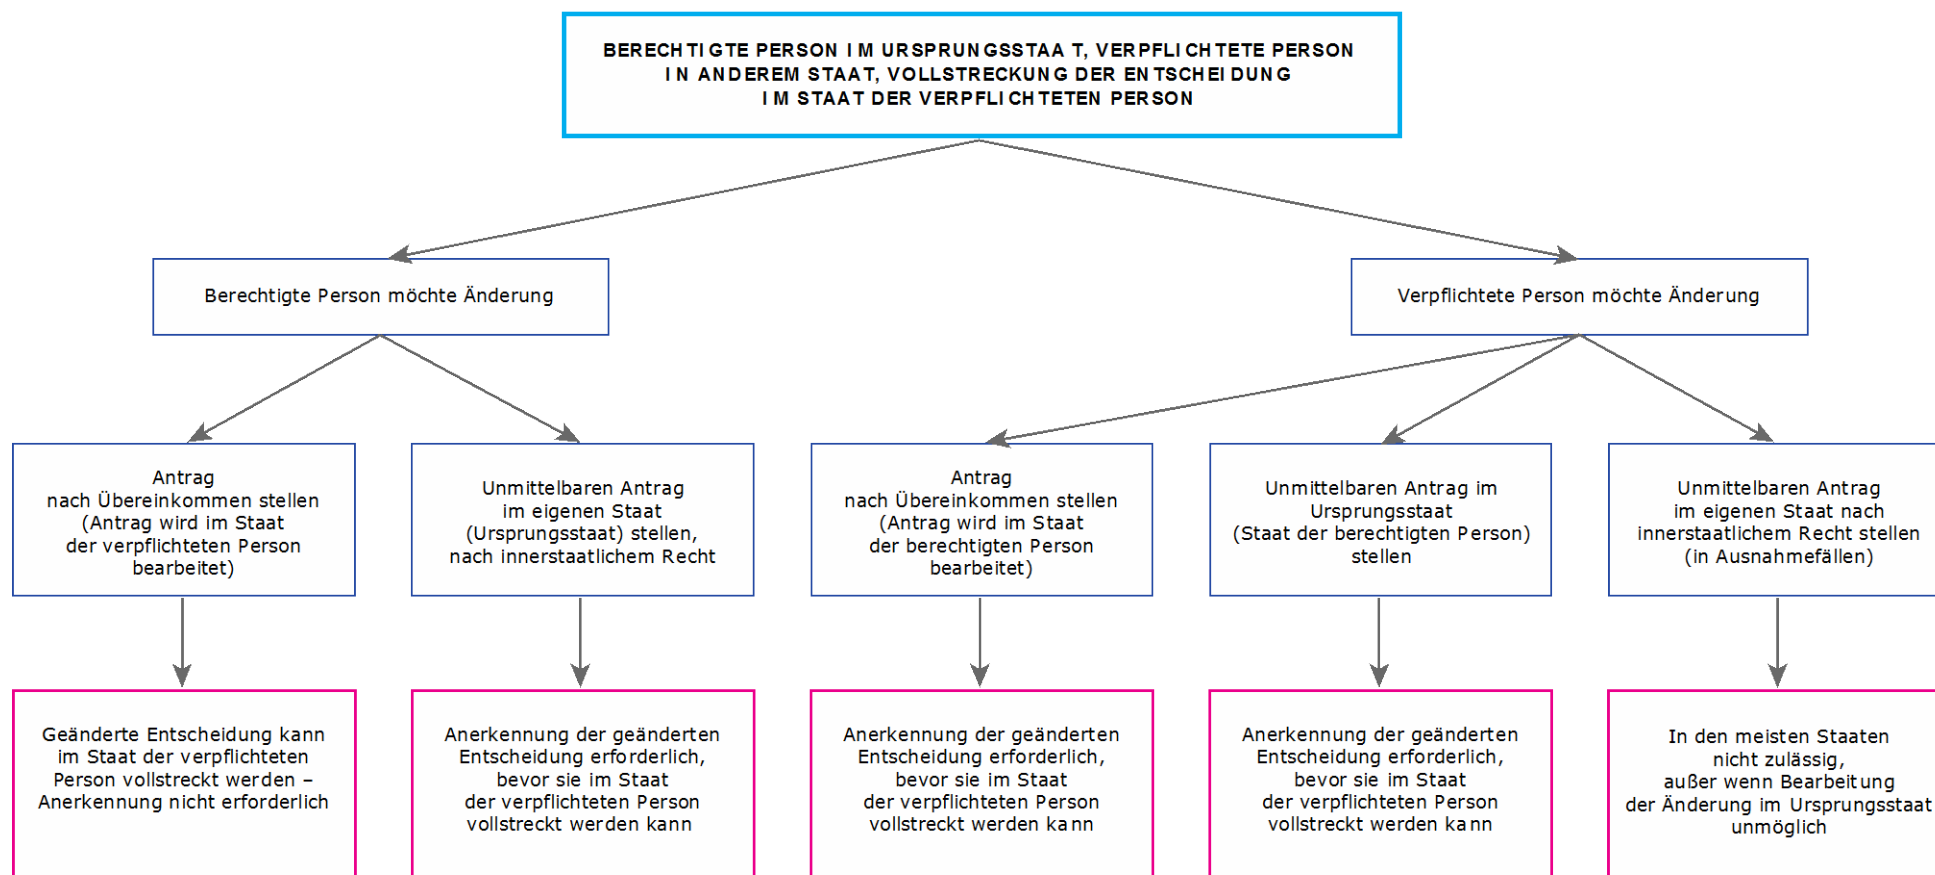 BERECHTIGTE PERSON IM URSPRUNGSSTAA T, VERPFLICHTETE PERSON
IN ANDEREM STAAT, VOLLSTRECKUNG DER ENTSCHEIDUNG
IM STAAT DER VERPFLICHTETEN PERSON
Berechtigte Person möchte Änderung
Verpflichtete Person möchte Änderung
Antrag
nach Übereinkommen stellen
(Antrag wird im Staat
der verpflichteten Person
bearbeitet)
Unmittelbaren Antrag
im eigenen Staat
(Ursprungsstaat) stellen,
nach innerstaatlichem Recht
Antrag
nach Übereinkommen stellen
(Antrag wird im Staat
der berechtigten Person
bearbeitet)
Unmittelbaren Antrag im
Ursprungsstaat
(Staat der berechtigten Person)
stellen
Unmittelbaren Antrag
im eigenen Staat nach
innerstaatlichem Recht stellen
(in Ausnahmefällen)
Geänderte Entscheidung kann
im Staat der verpflichteten
Person vollstreckt werden –
Anerkennung nicht erforderlich
Anerkennung der geänderten
Entscheidung erforderlich,
bevor sie im Staat
der verpflichteten Person
vollstreckt werden kann
Anerkennung der geänderten
Entscheidung erforderlich,
bevor sie im Staat
der verpflichteten Person
vollstreckt werden kann
Anerkennung der geänderten
Entscheidung erforderlich,
bevor sie im Staat
der verpflichteten Person
vollstreckt werden kann
In den meisten Staaten
nicht zulässig,
außer wenn Bearbeitung
der Änderung im Ursprungsstaat
unmöglich